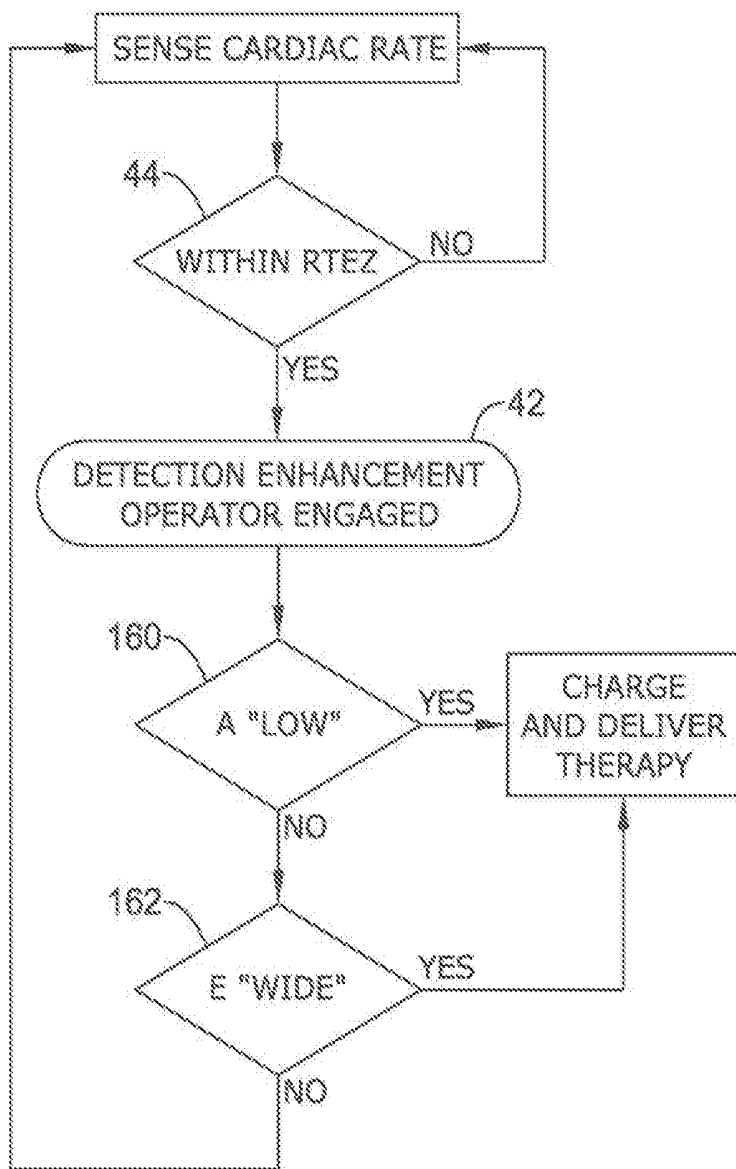 SENSE CARDIAC RATE
44
WITHIN RTEZ
NO
YES
42
DETECTION ENHANCEMENT
OPERATOR ENGAGED
160
A "LOW"
YES
CHARGE
AND DELIVER
THERAPY
NO
162
E "WIDE"
YES
NO